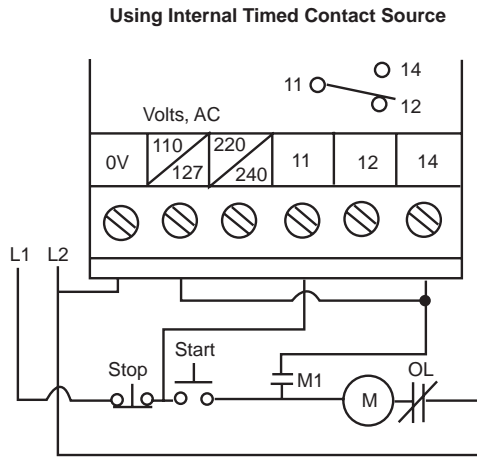 Using Internal Timed Contact Source
14
11
12
Volts, AC
0V
110
127
220
240
11
12
14
L1 L2
Stop
Start
M1
OL
M